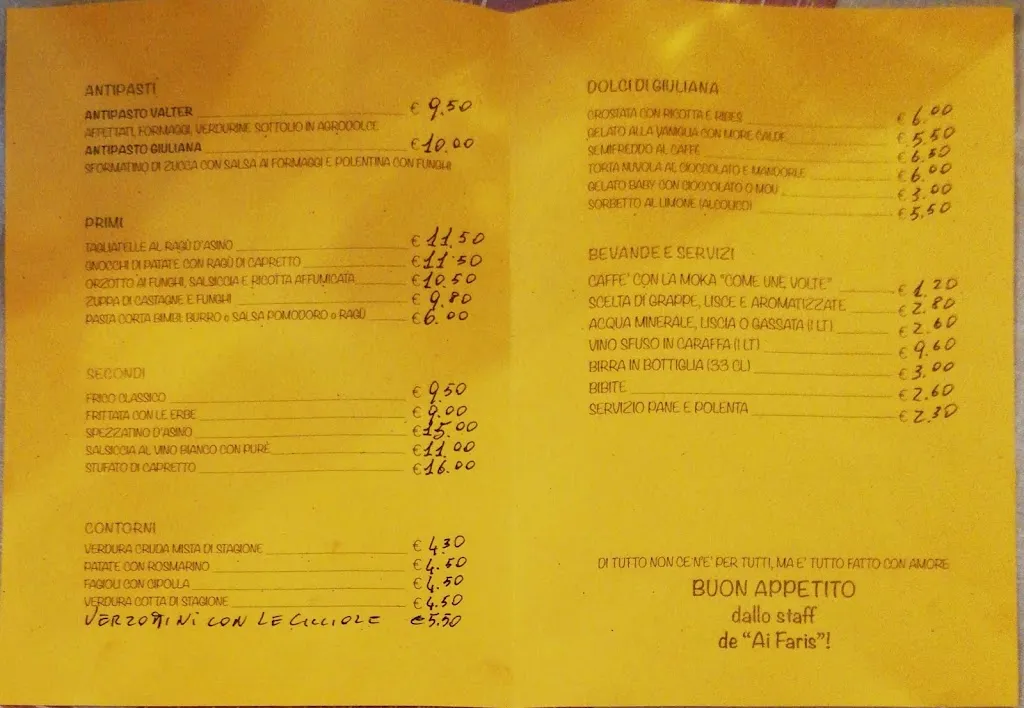 ANTIPASTI
ANTIPASTO VALTER € 9.50
AFFETTATI, FORMAGGI, VERDURINE SOTTOLIO IN AGRODOLCE
ANTIPASTO GIULIANA € 10.00
SFORMATINO DI ZUCCA CON SALSA AI FORMAGGI E POLENTINA CON FUNGHI
PRIMI
TAGLIATELLE AL RAGÙ D'ASINO € 11.50
GNOCCHI DI PATATE CON RAGÙ DI CAPRETTO € 11.50
ORZOTTO AI FUNGHI, SALSICCIA E RICOTTA AFFUMICATA € 10.50
ZUPPA DI CASTAGNE E FUNGHI € 9.80
PASTA CORTA BIMBI: BURRO o SALSA POMODORO o RAGÙ € 6.00
SECONDI
FRICO CLASSICO € 9.50
FRITTATA CON LE ERBE € 9.00
SPEZZATINO D'ASINO € 15.00
SALSICCIA AL VINO BIANCO CON PURÈ € 11.00
STUFATO DI CAPRETTO € 16.00
CONTORNI
VERDURA CRUDA MISTA DI STAGIONE € 4.30
PATATE CON ROSMARINO € 4.50
FAGIOLI CON CIPOLLA € 4.50
VERDURA COTTA DI STAGIONE € 4.50
VERZOTTINI CON LE CICCIOLE € 5.50
DOLCI DI GIULIANA
CROSTATA CON RICOTTA E RIBES € 6.00
GELATO ALLA VANIGLIA CON MORE CALDE € 5.50
SEMIFREDDO AL CAFFÈ € 6.50
TORTA NUVOLA AL CIOCCOLATO E MANDORLE € 6.00
GELATO BABY CON CIOCCOLATO O MOU € 3.00
SORBETTO AL LIMONE (ALCOLICO) € 5.50
BEVANDE E SERVIZI
CAFFE' CON LA MOKA "COME UNE VOLTE" € 1.20
SCELTA DI GRAPPE, LISCE E AROMATIZZATE € 2.80
ACQUA MINERALE, LISCIA O GASSATA (1 LT) € 2.60
VINO SFUSO IN CARAFFA (1 LT) € 9.60
BIRRA IN BOTTIGLIA (33 CL) € 3.00
BIBITE € 2.60
SERVIZIO PANE E POLENTA € 2.30
DI TUTTO NON CE'N'E' PER TUTTI, MA E' TUTTO FATTO CON AMORE
BUON APPETITO
dallo staff
de "Ai Faris"!